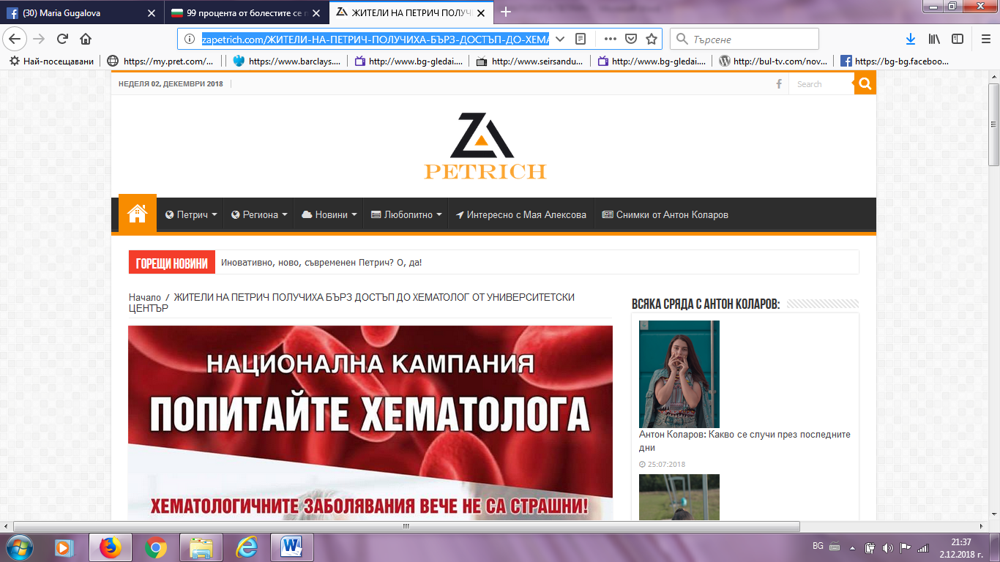 (30) Maria Gugalova
99 процента от болестите се п
ЖИТЕЛИ НА ПЕТРИЧ ПОЛУЧИ
zapetrich.com/ЖИТЕЛИ-НА-ПЕТРИЧ-ПОЛУЧИХА-БЪРЗ-ДОСТЪП-ДО-ХЕМА
Търсене
Най-посещавани
https://my.pret.com/...
https://www.barclays....
http://www.bg-gledai....
http://www.seirsandu...
http://www.bg-gledai....
http://bul-tv.com/nov...
https://bg-bg.faceboo...
НЕДЕЛЯ 02, ДЕКЕМВРИ 2018
Search
ZA
PETRICH
Петрич
Региона
Новини
Любопитно
Интересно с Мая Алексова
Снимки от Антон Коларов
ГОРЕЩИ НОВИНИ
Иновативно, ново, съвременен Петрич? О, да!
Начало / ЖИТЕЛИ НА ПЕТРИЧ ПОЛУЧИХА БЪРЗ ДОСТЪП ДО ХЕМАТОЛОГ ОТ УНИВЕРСИТЕТСКИ
ЦЕНТЪР
НАЦИОНАЛНА КАМПАНИЯ
ПОПИТАЙТЕ ХЕМАТОЛОГА
ХЕМАТОЛОГИЧНИТЕ ЗАБОЛЯВАНИЯ ВЕЧЕ НЕ СА СТРАШНИ!
ВСЯКА СРЯДА С АНТОН КОЛАРОВ:
Антон Коларов: Какво се случи през последните
дни
25:07:2018
BG
21:37
2.12.2018 г.